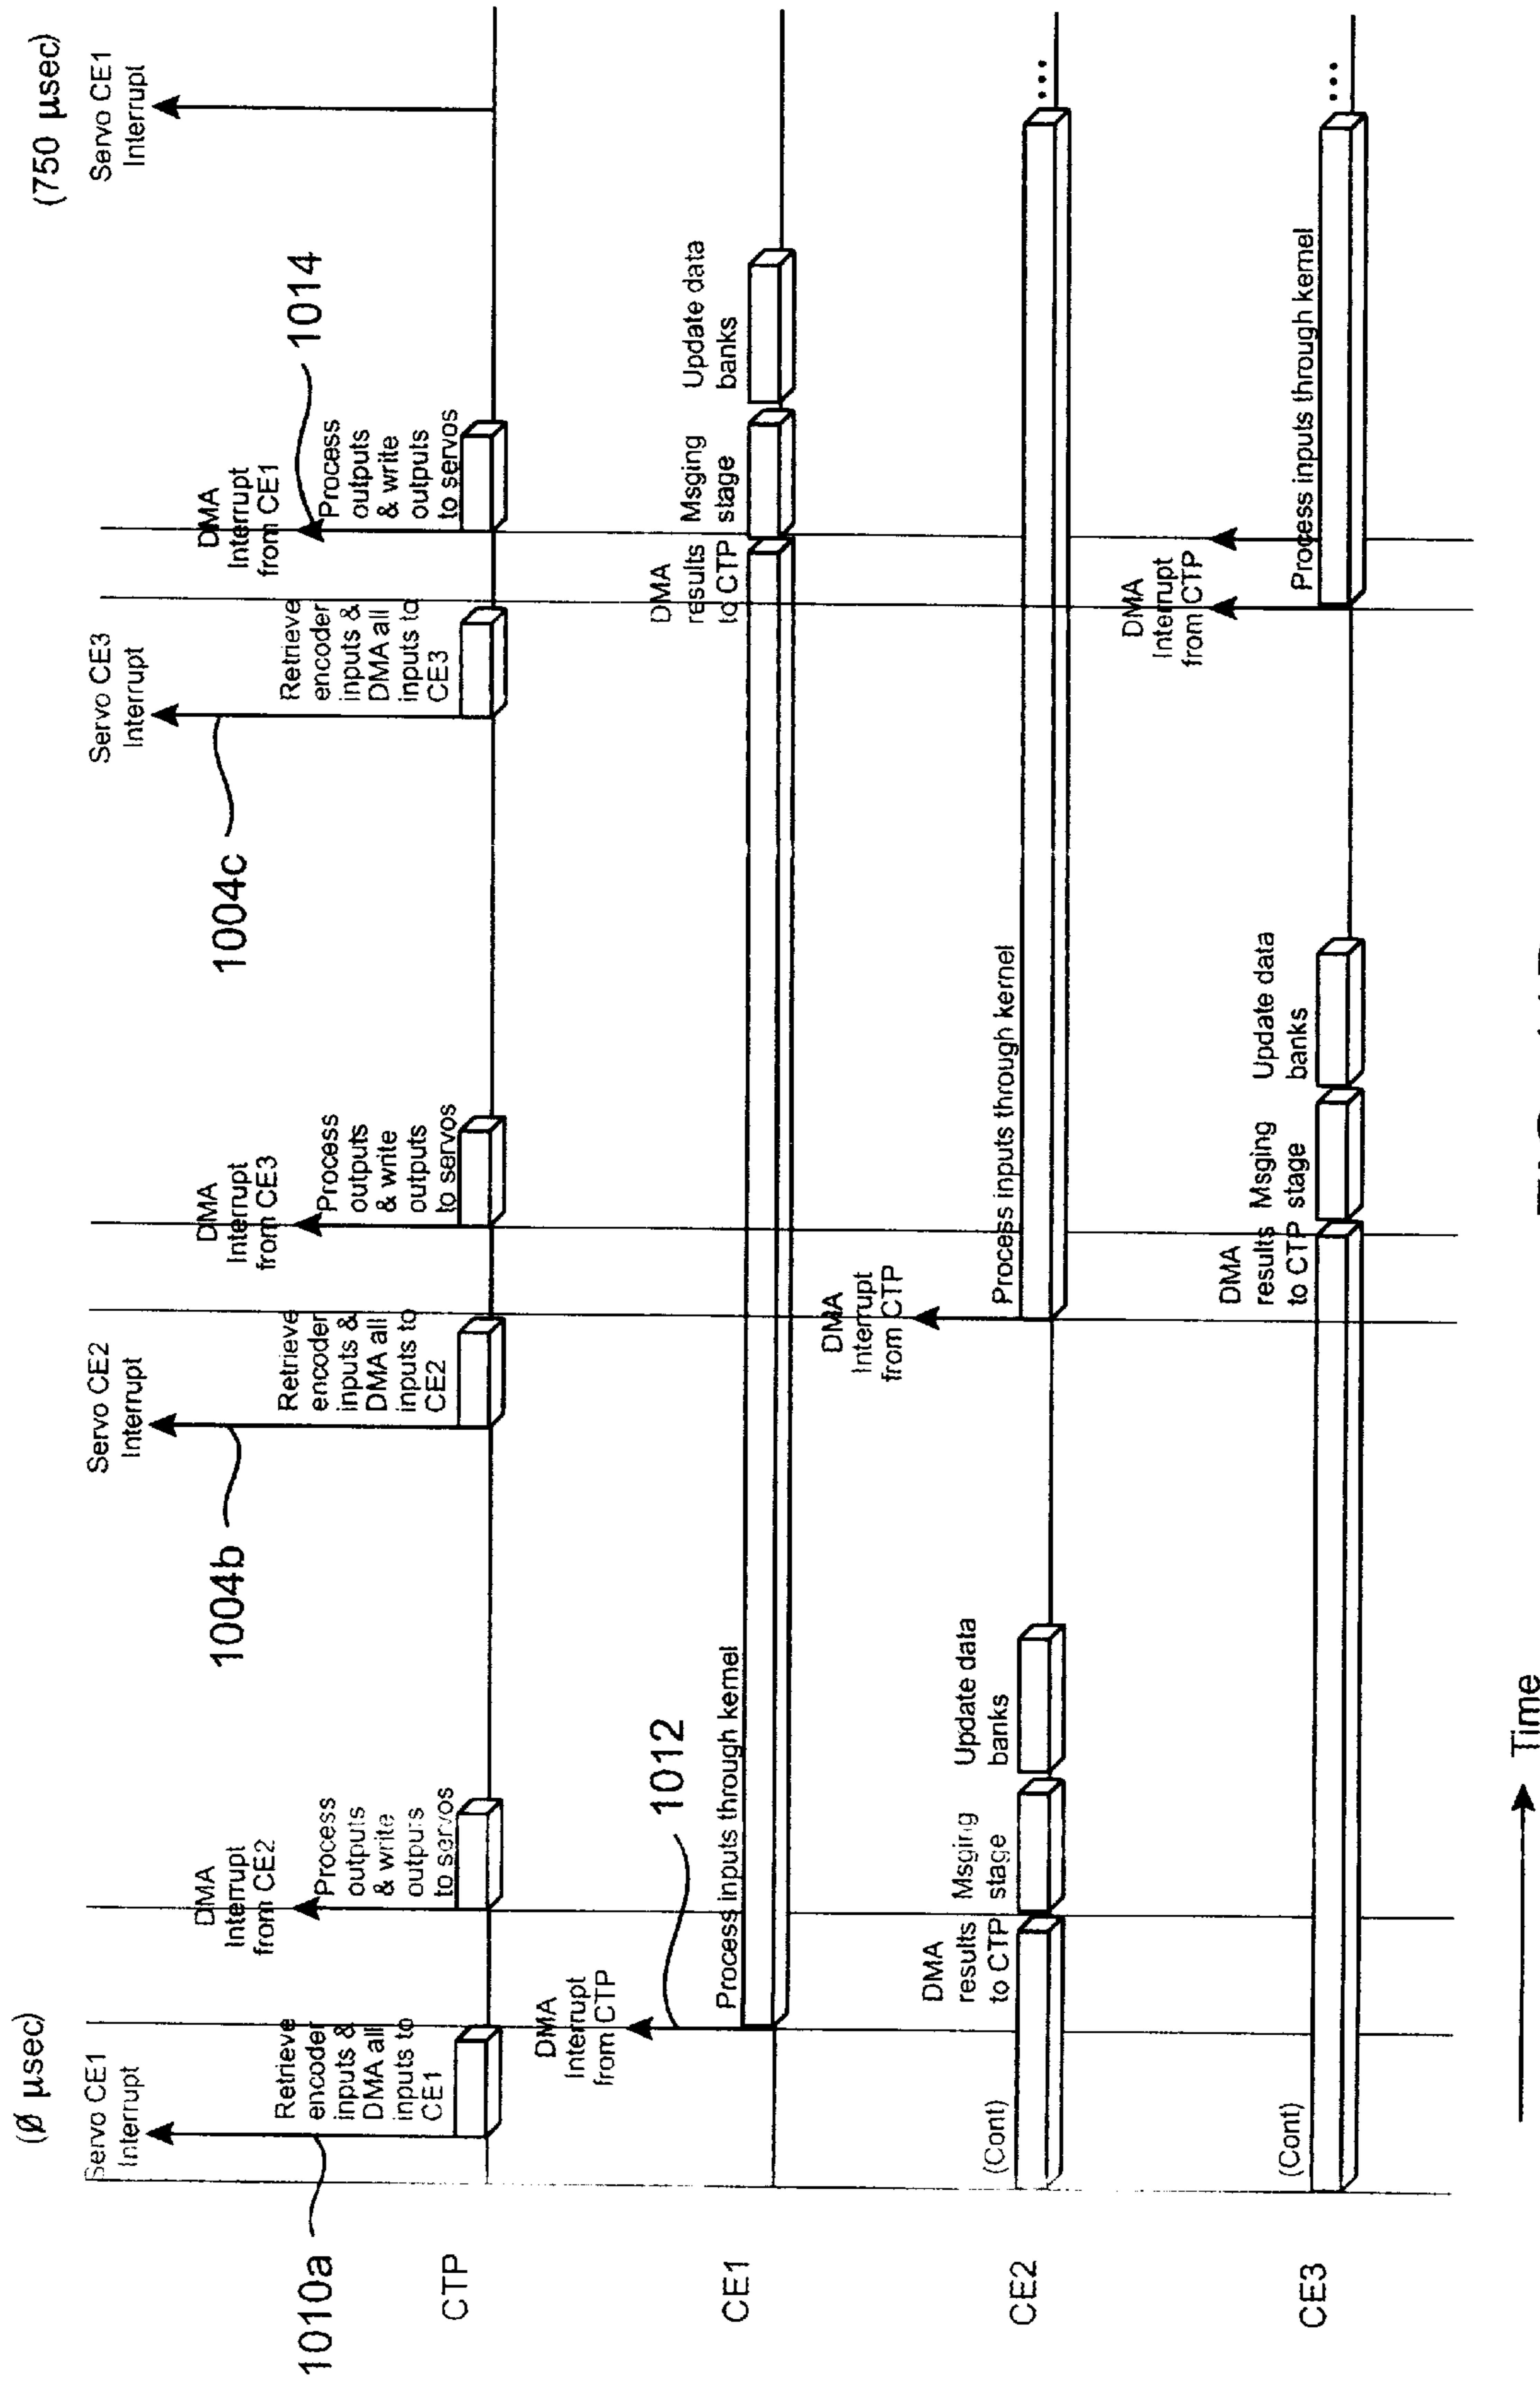 (Ø µsec)
(750 µsec)
Servo CE1
Interrupt
Servo CE2
Interrupt
Servo CE3
Interrupt
Servo CE1
Interrupt
1010a
1004b
1004c
1014
DMA
Interrupt
from CE2
DMA
Interrupt
from CE3
DMA
Interrupt
from CE1
Retrieve
encoder
inputs &
DMA all
inputs to
CE1
Process
outputs
& write
outputs
to servos
Retrieve
encoder
inputs &
DMA all
inputs to
CE2
Process
outputs
& write
outputs
to servos
Retrieve
encoder
inputs &
DMA all
inputs to
CE3
Process
outputs
& write
outputs
to servos
CTP
DMA
Interrupt
from CTP
1012
Process inputs through kernel
DMA
results
to CTP
Msging
stage
Update data
banks
CE1
DMA
Interrupt
from CTP
(Cont)
DMA
results
to CTP
Msging
stage
Update data
banks
Process inputs through kernel
...
CE2
DMA
Interrupt
from CTP
(Cont)
DMA
results
to CTP
Msging
stage
Update data
banks
Process inputs through kernel
...
CE3
Time